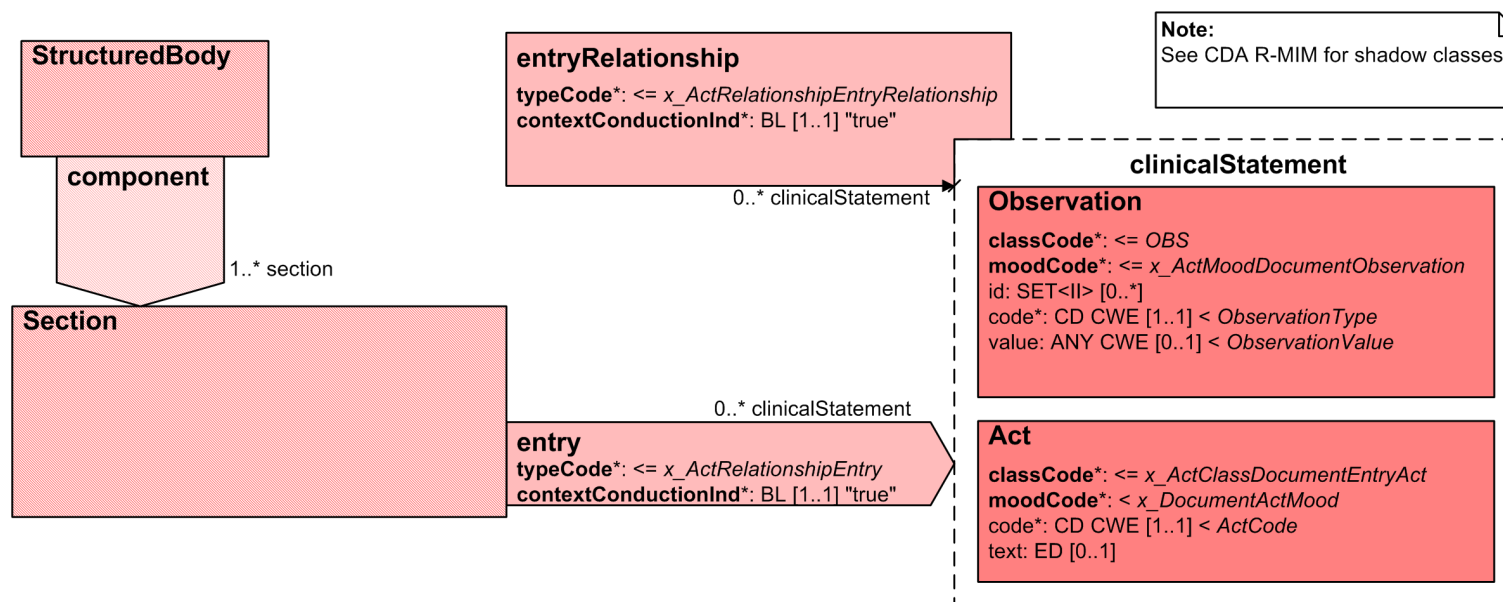 StructuredBody
component
1..* section
Section
entryRelationship
typeCode*: <= x_ActRelationshipEntryRelationship
contextConductionInd*: BL [1..1] "true"
0..* clinicalStatement
0..* clinicalStatement
entry
typeCode*: <= x_ActRelationshipEntry
contextConductionInd*: BL [1..1] "true"
Note:
See CDA R-MIM for shadow classes
clinicalStatement
Observation
classCode*: <= OBS
moodCode*: <= x_ActMoodDocumentObservation
id: SET<II> [0..*]
code*: CD CWE [1..1] < ObservationType
value: ANY CWE [0..1] < ObservationValue
Act
classCode*: <= x_ActClassDocumentEntryAct
moodCode*: < x_DocumentActMood
code*: CD CWE [1..1] < ActCode
text: ED [0..1]